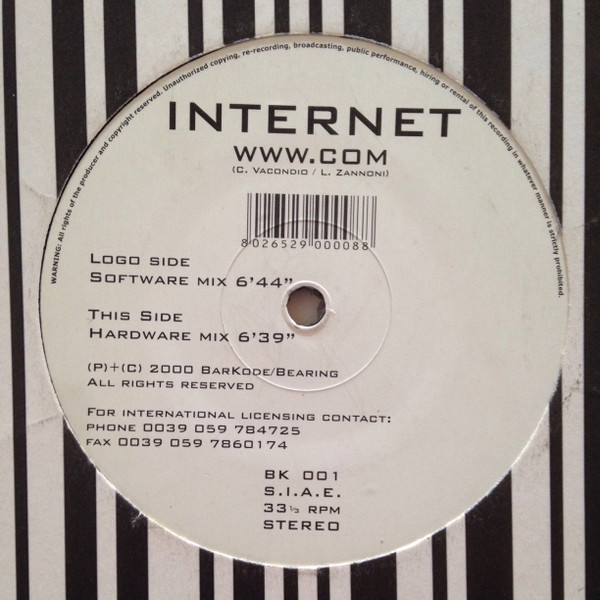 WARNING: All rights of the producer and copyright reserved. Unauthorized copying, re-recording, broadcasting, public performance, hiring or rental of this recording in whatever manner is strictly prohibited.
INTERNET
WWW.COM
(C. VACONDIO / L. ZANNONI)
8026529 000088
LOGO SIDE
SOFTWARE MIX 6'44"
THIS SIDE
HARDWARE MIX 6'39"
(P)+(C) 2000 BARKODE/BEARING
ALL RIGHTS RESERVED
FOR INTERNATIONAL LICENSING CONTACT:
PHONE 0039 059 784725
FAX 0039 059 7860174
BK 001
S.I.A.E.
33⅓ RPM
STEREO